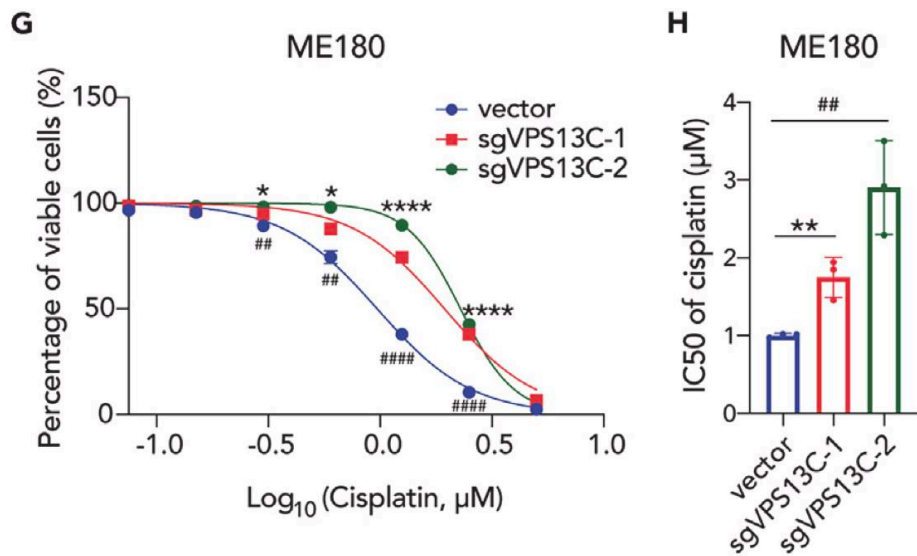 G
ME180
Percentage of viable cells (%)
150
100
50
0
vector
sgVPS13C-1
sgVPS13C-2
*
*
****
****
##
##
####
####
-1.0
-0.5
0.0
0.5
1.0
Log₁₀ (Cisplatin, μM)
H
ME180
IC50 of cisplatin (μM)
4
3
2
1
0
##
**
vector
sgVPS13C-1
sgVPS13C-2